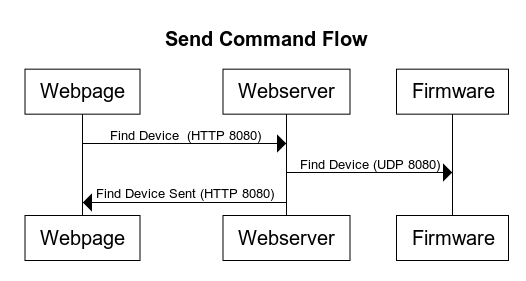 Send Command Flow
Webpage Webserver Firmware
Find Device  (HTTP 8080)
Find Device (UDP 8080)
Find Device Sent (HTTP 8080)
Webpage Webserver Firmware